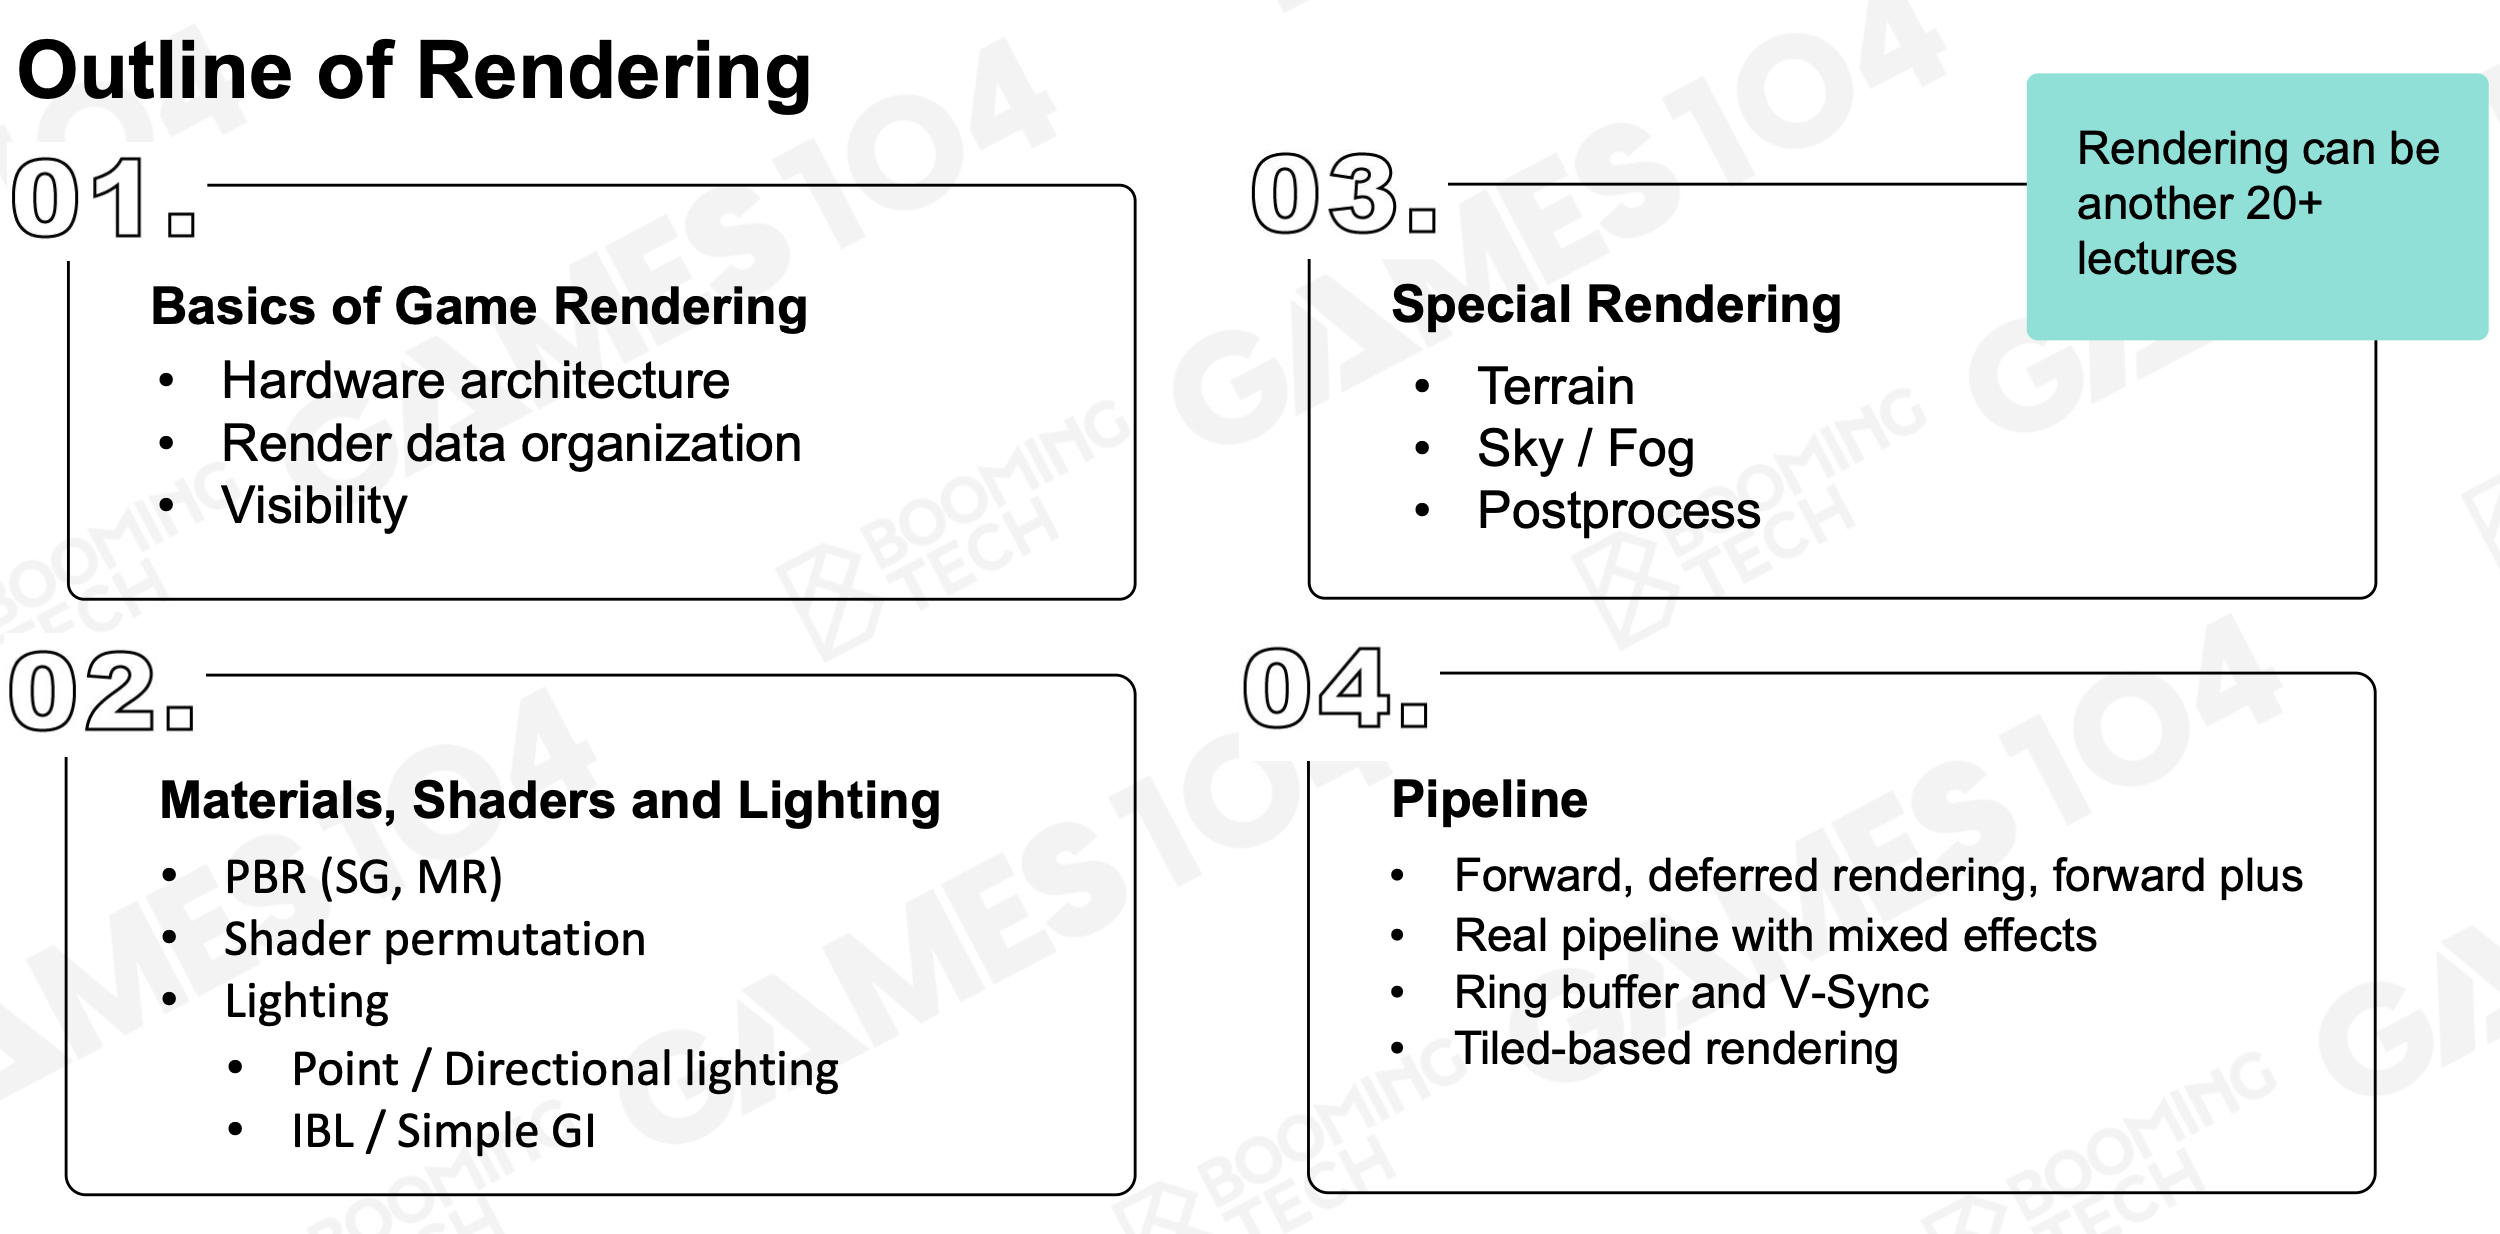 Outline of Rendering
01.
Basics of Game Rendering
• Hardware architecture
• Render data organization
• Visibility
02.
Materials, Shaders and Lighting
• PBR (SG, MR)
• Shader permutation
• Lighting
• Point / Directional lighting
• IBL / Simple GI
03.
Special Rendering
• Terrain
• Sky / Fog
• Postprocess
Rendering can be
another 20+
lectures
04.
Pipeline
• Forward, deferred rendering, forward plus
• Real pipeline with mixed effects
• Ring buffer and V-Sync
• Tiled-based rendering
GAMES104
BOOMING
TECH